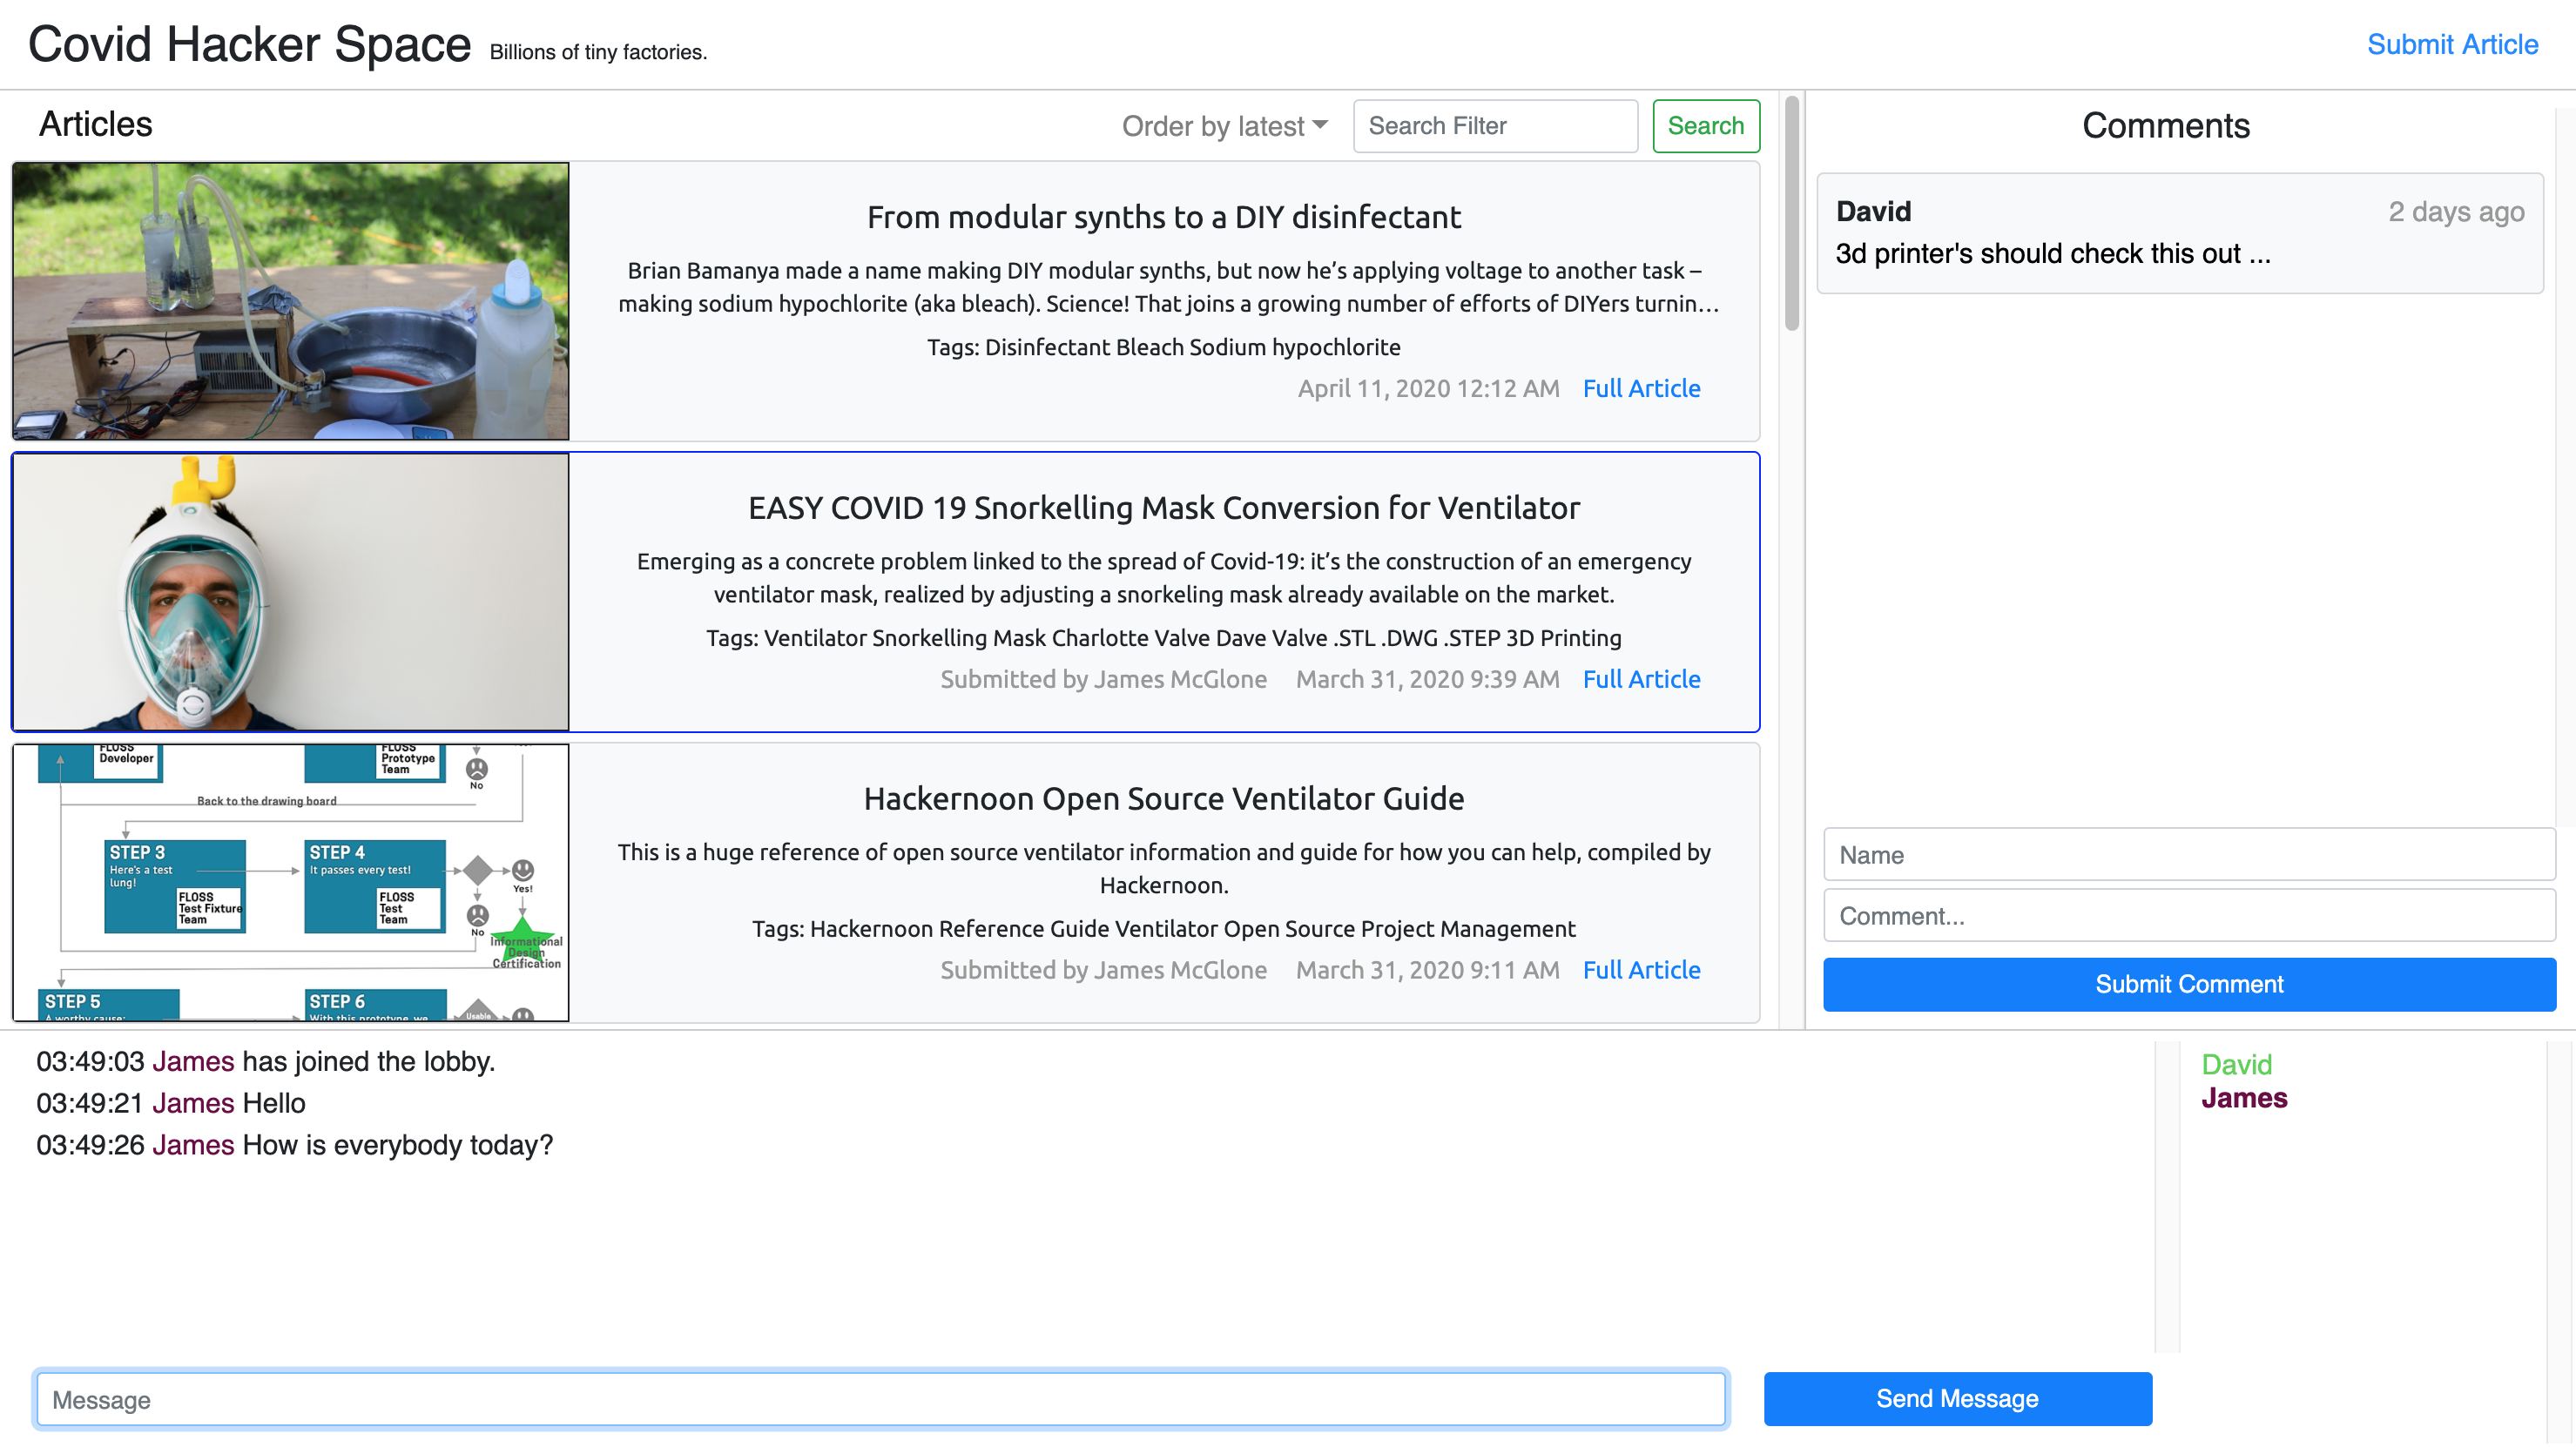 Covid Hacker Space Billions of tiny factories.
Submit Article
Articles
Order by latest
Search Filter
Search
From modular synths to a DIY disinfectant
Brian Bamanya made a name making DIY modular synths, but now he’s applying voltage to another task –
making sodium hypochlorite (aka bleach). Science! That joins a growing number of efforts of DIYers turnin…
Tags: Disinfectant Bleach Sodium hypochlorite
April 11, 2020 12:12 AM Full Article
EASY COVID 19 Snorkelling Mask Conversion for Ventilator
Emerging as a concrete problem linked to the spread of Covid-19: it’s the construction of an emergency
ventilator mask, realized by adjusting a snorkeling mask already available on the market.
Tags: Ventilator Snorkelling Mask Charlotte Valve Dave Valve .STL .DWG .STEP 3D Printing
Submitted by James McGlone March 31, 2020 9:39 AM Full Article
FLOSS
Developer
FLOSS
Prototype
Team
No
Back to the drawing board
STEP 3
Here's a test
lung!
FLOSS
Test Fixture
Team
STEP 4
It passes every test!
FLOSS
Test
Team
Yes!
No
Informational
Design
Certification
STEP 5
A worthy cause:
STEP 6
With this prototype, we
Usable
Hackernoon Open Source Ventilator Guide
This is a huge reference of open source ventilator information and guide for how you can help, compiled by
Hackernoon.
Tags: Hackernoon Reference Guide Ventilator Open Source Project Management
Submitted by James McGlone March 31, 2020 9:11 AM Full Article
Comments
David 2 days ago
3d printer's should check this out ...
Name
Comment...
Submit Comment
03:49:03 James has joined the lobby.
03:49:21 James Hello
03:49:26 James How is everybody today?
David
James
Message
Send Message